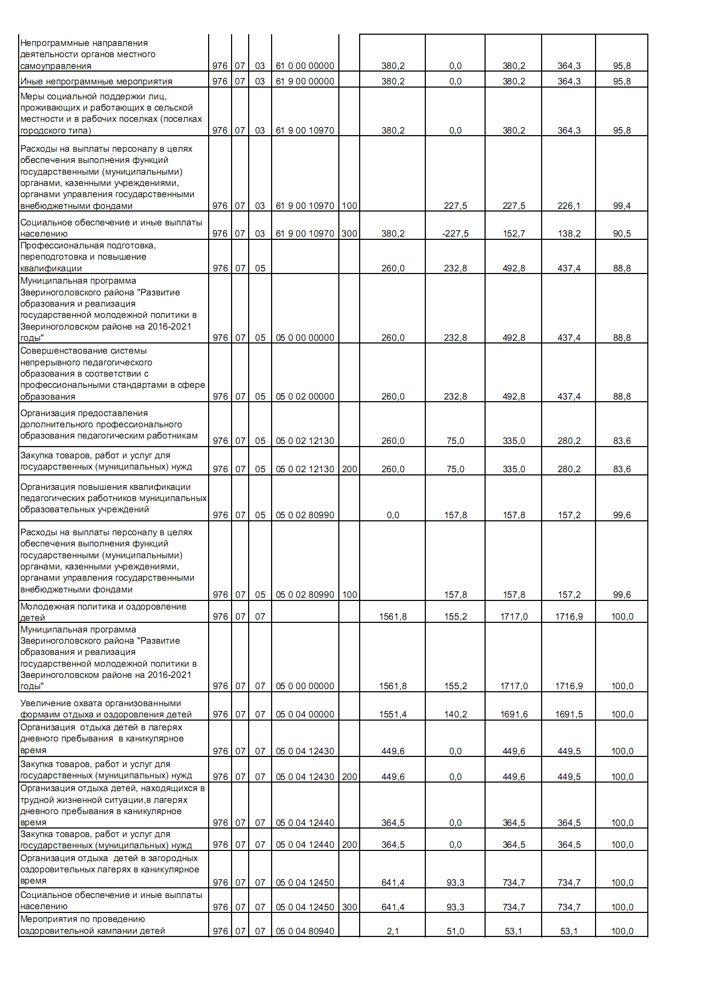 Непрограммные направления
деятельности органов местного
самоуправления 976 07 03 61 0 00 00000 380,2 0,0 380,2 364,3 95,8
Иные непрограммные мероприятия 976 07 03 61 9 00 00000 380,2 0,0 380,2 364,3 95,8
Меры социальной поддержки лиц,
проживающих и работающих в сельской
местности и в рабочих поселках (поселках
городского типа) 976 07 03 61 9 00 10970 380,2 0,0 380,2 364,3 95,8
Расходы на выплаты персоналу в целях
обеспечения выполнения функций
государственными (муниципальными)
органами, казенными учреждениями,
органами управления государственными
внебюджетными фондами 976 07 03 61 9 00 10970 100 227,5 227,5 226,1 99,4
Социальное обеспечение и иные выплаты
населению 976 07 03 61 9 00 10970 300 380,2 -227,5 152,7 138,2 90,5
Профессиональная подготовка,
переподготовка и повышение
квалификации 976 07 05 260,0 232,8 492,8 437,4 88,8
Муниципальная программа
Звериноголовского района "Развитие
образования и реализация
государственной молодежной политики в
Звериноголовском районе на 2016-2021
годы" 976 07 05 05 0 00 00000 260,0 232,8 492,8 437,4 88,8
Совершенствование системы
непрерывного педагогического
образования в соответствии с
профессиональными стандартами в сфере
образования 976 07 05 05 0 02 00000 260,0 232,8 492,8 437,4 88,8
Организация предоставления
дополнительного профессионального
образования педагогическим работникам 976 07 05 05 0 02 12130 260,0 75,0 335,0 280,2 83,6
Закупка товаров, работ и услуг для
государственных (муниципальных) нужд 976 07 05 05 0 02 12130 200 260,0 75,0 335,0 280,2 83,6
Организация повышения квалификации
педагогических работников муниципальных
образовательных учреждений 976 07 05 05 0 02 80990 0,0 157,8 157,8 157,2 99,6
Расходы на выплаты персоналу в целях
обеспечения выполнения функций
государственными (муниципальными)
органами, казенными учреждениями,
органами управления государственными
внебюджетными фондами 976 07 05 05 0 02 80990 100 157,8 157,8 157,2 99,6
Молодежная политика и оздоровление
детей 976 07 07 1561,8 155,2 1717,0 1716,9 100,0
Муниципальная программа
Звериноголовского района "Развитие
образования и реализация
государственной молодежной политики в
Звериноголовском районе на 2016-2021
годы" 976 07 07 05 0 00 00000 1561,8 155,2 1717,0 1716,9 100,0
Увеличение охвата организованными
формаим отдыха и оздоровления детей 976 07 07 05 0 04 00000 1551,4 140,2 1691,6 1691,5 100,0
Организация отдыха детей в лагерях
дневного пребывания в каникулярное
время 976 07 07 05 0 04 12430 449,6 0,0 449,6 449,5 100,0
Закупка товаров, работ и услуг для
государственных (муниципальных) нужд 976 07 07 05 0 04 12430 200 449,6 0,0 449,6 449,5 100,0
Организация отдыха детей, находящихся в
трудной жизненной ситуации,в лагерях
дневного пребывания в каникулярное
время 976 07 07 05 0 04 12440 364,5 0,0 364,5 364,5 100,0
Закупка товаров, работ и услуг для
государственных (муниципальных) нужд 976 07 07 05 0 04 12440 200 364,5 0,0 364,5 364,5 100,0
Организация отдыха детей в загородных
оздоровительных лагерях в каникулярное
время 976 07 07 05 0 04 12450 641,4 93,3 734,7 734,7 100,0
Социальное обеспечение и иные выплаты
населению 976 07 07 05 0 04 12450 300 641,4 93,3 734,7 734,7 100,0
Мероприятия по проведению
оздоровительной кампании детей 976 07 07 05 0 04 80940 2,1 51,0 53,1 53,1 100,0